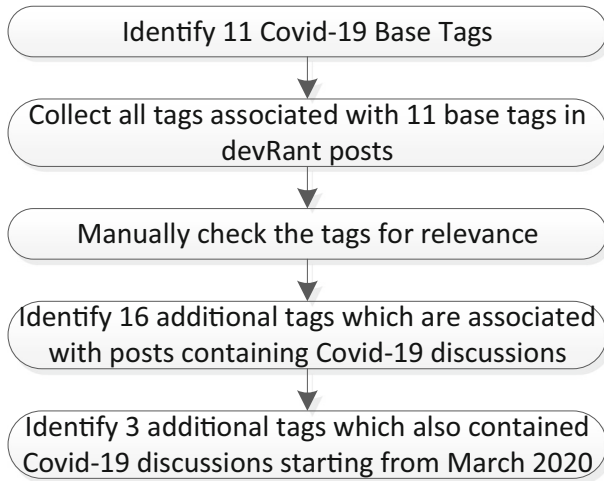 Identify 11 Covid-19 Base Tags
Collect all tags associated with 11 base tags in
devRant posts
Manually check the tags for relevance
Identify 16 additional tags which are associated
with posts containing Covid-19 discussions
Identify 3 additional tags which also contained
Covid-19 discussions starting from March 2020